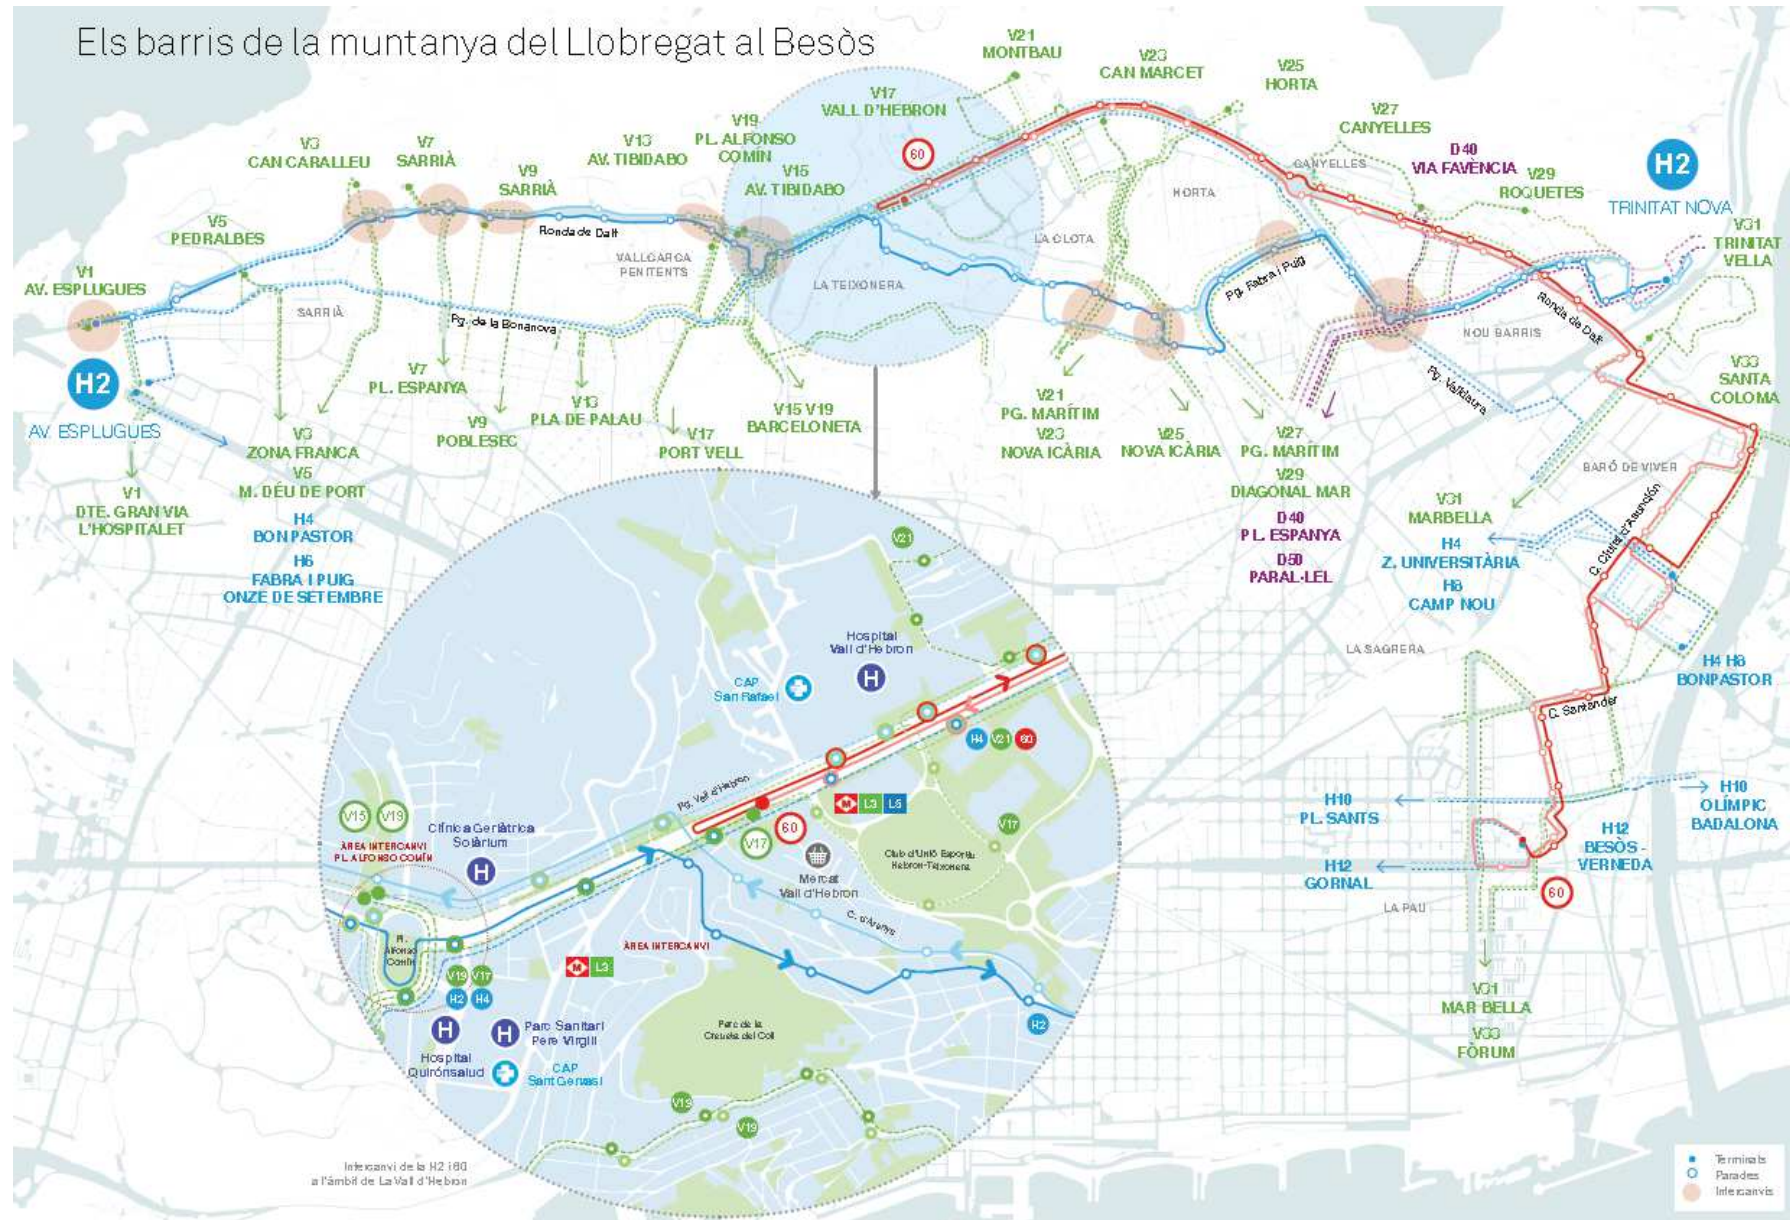 Els barris de la muntanya del Llobregat al Besòs
V21
MONTBAU
V23
CAN MARCET
V25
HORTA
V17
VALL D'HEBRON
V27
CANYELLES
V19
PL. ALFONSO
COMÍN
V13
AV. TIBIDABO
V3
CAN CARALLEU
V7
SARRIÀ
V9
SARRIÀ
V15
AV. TIBIDABO
60
CANYELLES
D40
VIA FAVÈNCIA
H2
TRINITAT NOVA
V29
ROQUETES
HORTA
V5
PEDRALBES
Ronda de Dalt
VALLCARCA
PENITENTS
LA CLOTA
V31
TRINITAT
VELLA
V1
AV. ESPLUGUES
LA TEIXONERA
Pg. Fabra i Puig
SARRIÀ
Pg. de la Bonanova
Ronda de Dalt
NOU BARRIS
H2
AV. ESPLUGUES
V7
PL. ESPANYA
V9
POBLESEC
V13
PLA DE PALAU
V15 V19
BARCELONETA
V17
PORT VELL
V21
PG. MARÍTIM
V23
NOVA ICÀRIA
V25
NOVA ICÀRIA
V27
PG. MARÍTIM
V29
DIAGONAL MAR
D40
PL. ESPANYA
D50
PARAL·LEL
Pg. Valldaura
V33
SANTA
COLOMA
V3
ZONA FRANCA
V5
M. DÉU DE PORT
H4
BON PASTOR
H6
FABRA I PUIG
ONZE DE SETEMBRE
V1
DTE. GRAN VIA
L'HOSPITALET
BARÓ DE VIVER
C. Ciutat d'Asunción
V31
MARBELLA
H4
Z. UNIVERSITÀRIA
H8
CAMP NOU
LA SAGRERA
H4 H8
BONPASTOR
C. Santander
H10
PL. SANTS
H10
OLÍMPIC
BADALONA
H12
GORNAL
H12
BESÒS -
VERNEDA
60
LA PAU
V31
MAR BELLA
V33
FÒRUM
V21
Hospital
Vall d'Hebron
H
CAP
San Rafael
H4 V21 60
Pg. Vall d'Hebron
M L3 L5
V15 V19
ÀREA INTERCANVI
PL. ALFONSO COMÍN
Clínica Geriàtrica
Solàrium
H
V17
60
V17
Mercat
Vall d'Hebron
Club d'Unió Esportiu
Hebron-Teixonera
C. d'Arenys
ÀREA INTERCANVI
M L3
Pl.
Alfonso
Comín
V19 V17
H2 H4
H
Hospital
Quirónsalud
H
Parc Sanitari
Pere Virgili
CAP
Sant Gervasi
Parc de la
Creueta del Coll
H2
V19
V19
Intercanvi de la H2 i 60
a l'àmbit de La Vall d'Hebron
Terminals
Parades
Intercanvis